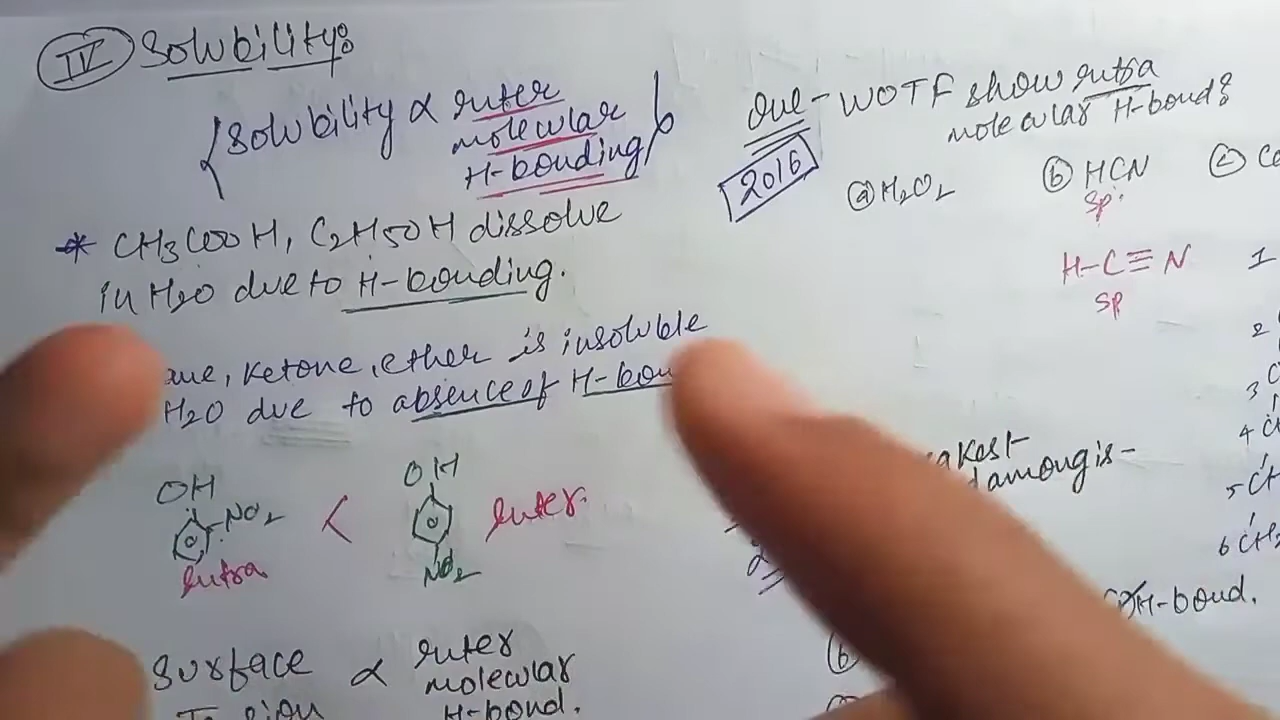 IV Solubility:
{Solubility ∝ inter
molecular
H-bonding}
* CH3COOH, C2H5OH dissolve
in H2O due to H-bonding.
ketone, ether is insoluble
H2O due to absence of
OH
NO2
Intra
<
OH
NO2
Inter.
Surface ∝ inter
molecular
H-bond.
Que - WOTF show intra
molecular H-bond?
2016
a H2O2
b HCN
c
sp.
H-C≡N
sp
1
2
3
4
5
6
among is-
H-bond.
b